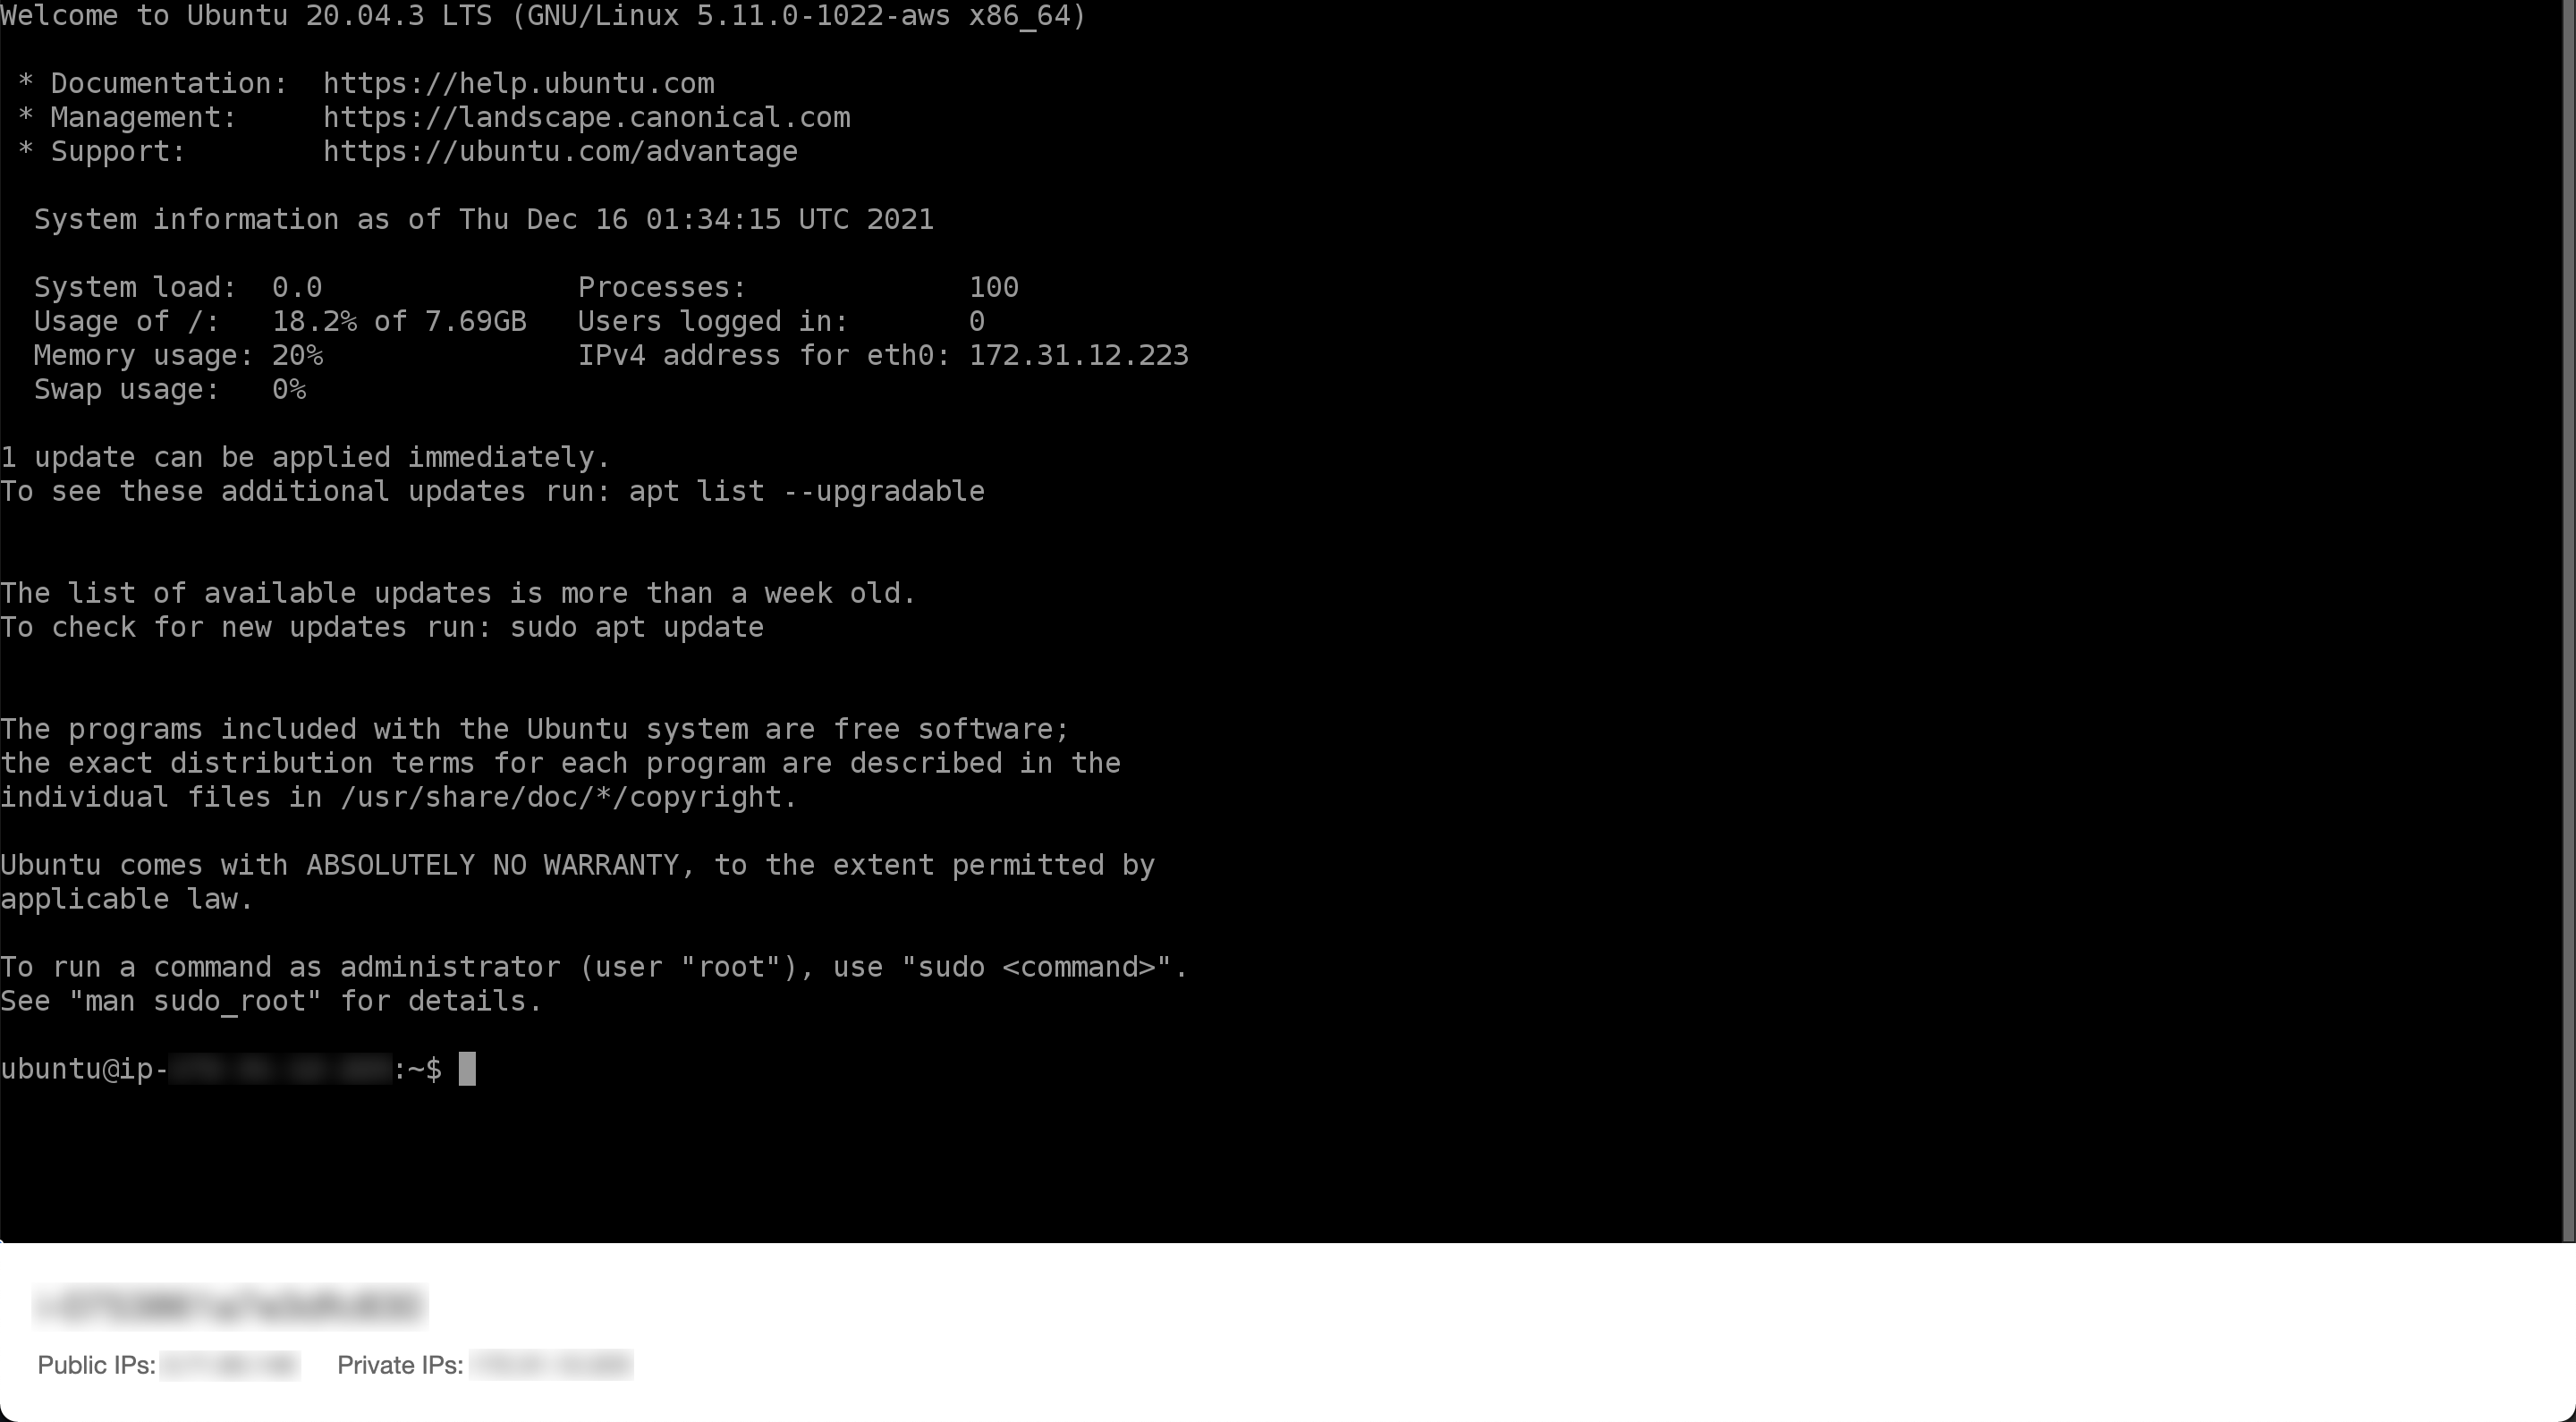 Welcome to Ubuntu 20.04.3 LTS (GNU/Linux 5.11.0-1022-aws x86_64)
* Documentation:  https://help.ubuntu.com
* Management:     https://landscape.canonical.com
* Support:        https://ubuntu.com/advantage
System information as of Thu Dec 16 01:34:15 UTC 2021
System load:  0.0               Processes:             100
Usage of /:   18.2% of 7.69GB   Users logged in:       0
Memory usage: 20%               IPv4 address for eth0: 172.31.12.223
Swap usage:   0%
1 update can be applied immediately.
To see these additional updates run: apt list --upgradable
The list of available updates is more than a week old.
To check for new updates run: sudo apt update
The programs included with the Ubuntu system are free software;
the exact distribution terms for each program are described in the
individual files in /usr/share/doc/*/copyright.
Ubuntu comes with ABSOLUTELY NO WARRANTY, to the extent permitted by
applicable law.
To run a command as administrator (user "root"), use "sudo <command>".
See "man sudo_root" for details.
ubuntu@ip- :~$
Public IPs: Private IPs: